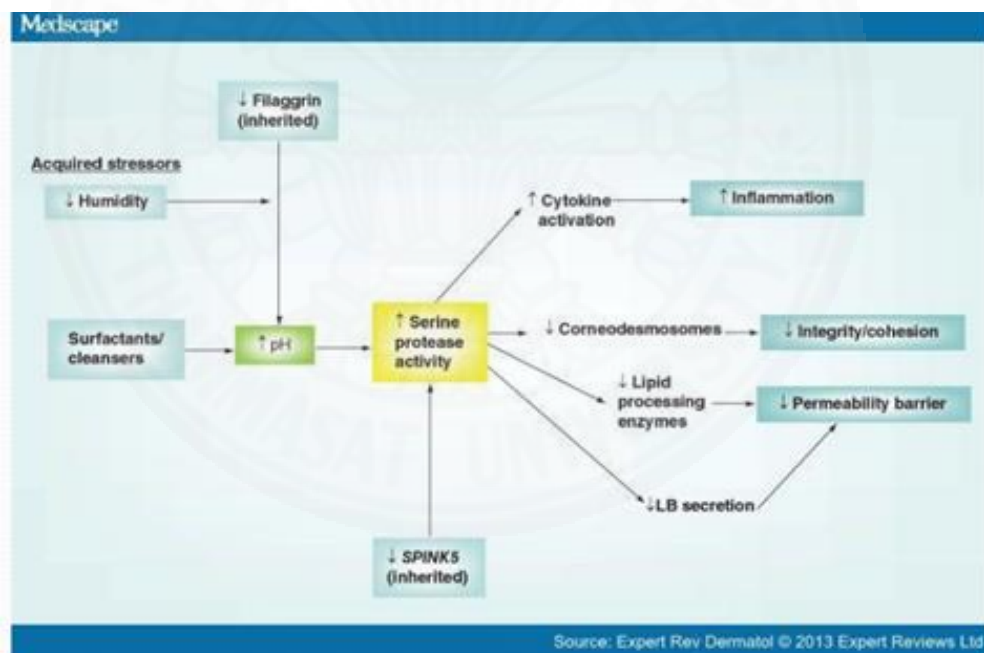 Medscape
↓ Filaggrin
(inherited)
Acquired stressors
↓ Humidity
↑ Cytokine
activation
↑ Inflammation
Surfactants/
cleansers
↑ pH
↑ Serine
protease
activity
↓ Corneodesmosomes
↓ Integrity/cohesion
↓ Lipid
processing
enzymes
↓ Permeability barrier
↓LB secretion
↓ SPINK5
(inherited)
Source: Expert Rev Dermatol © 2013 Expert Reviews Ltd